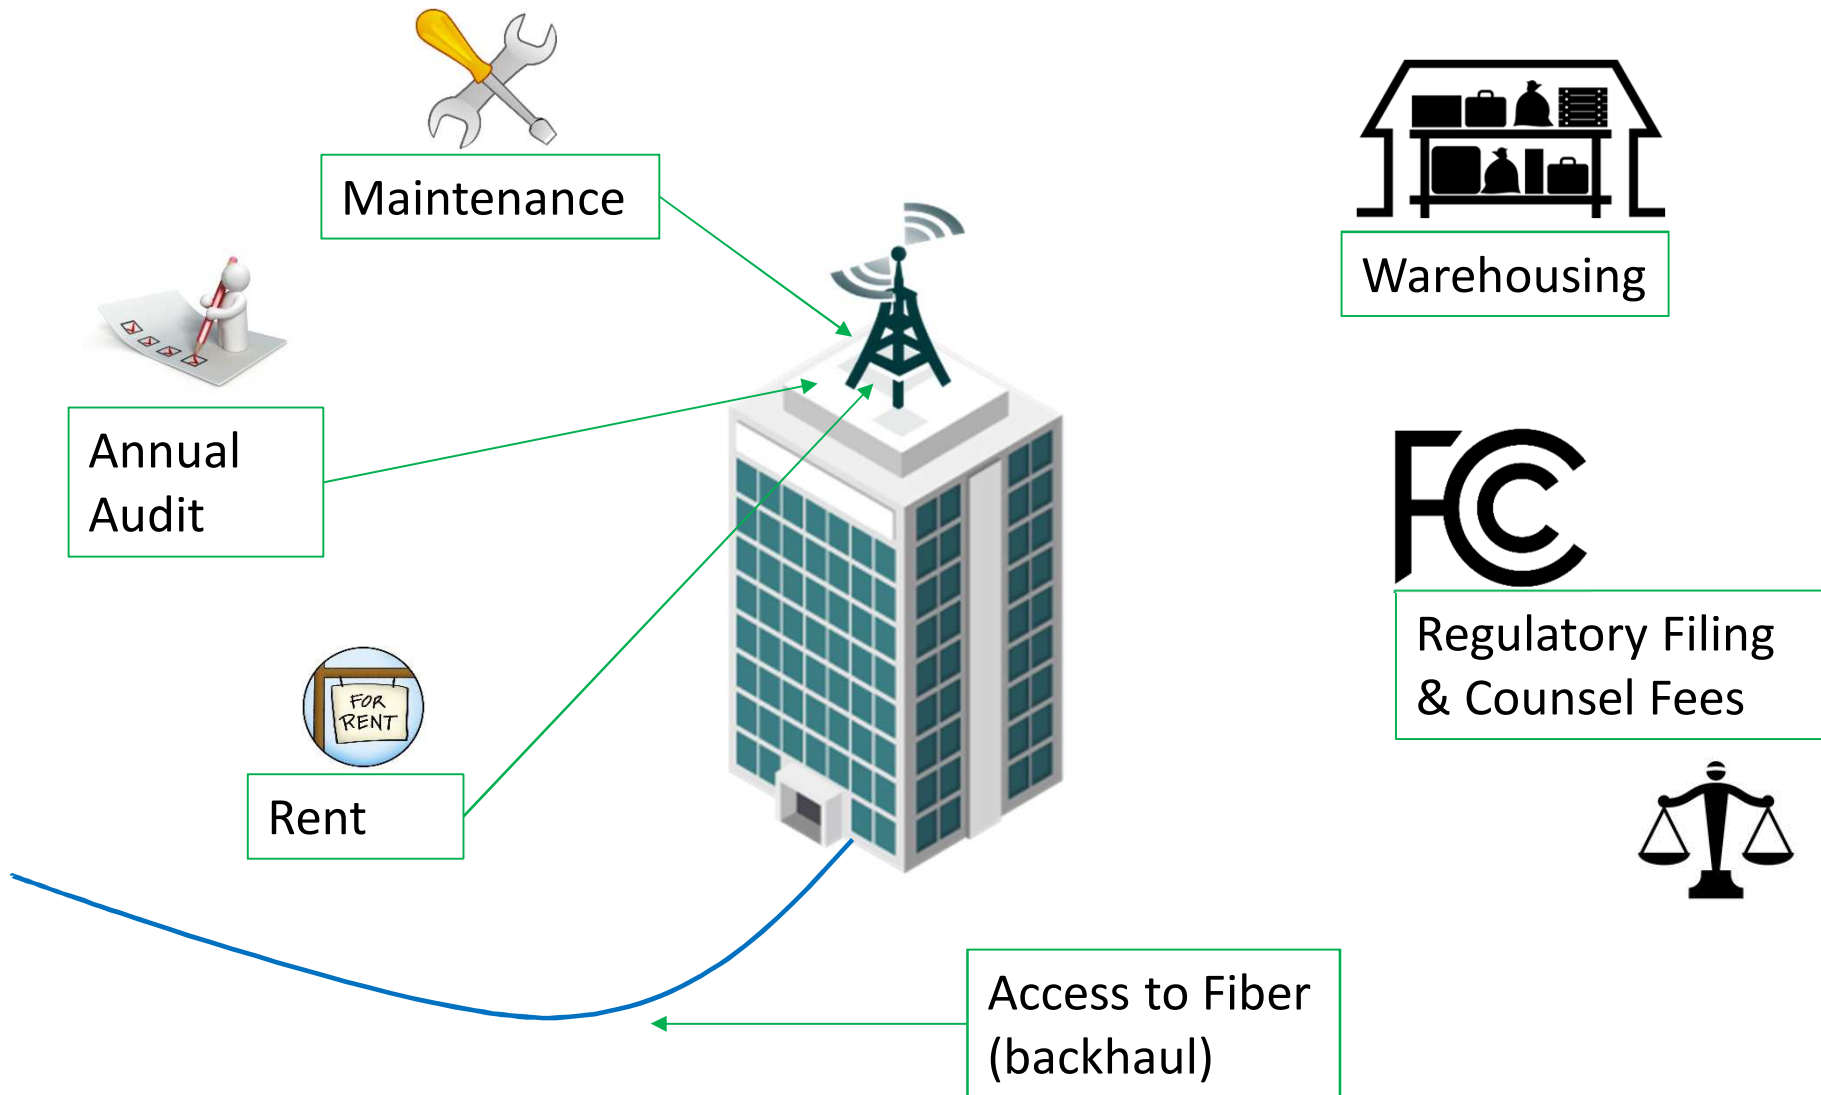 Maintenance
Warehousing
Annual
Audit
FCC
Regulatory Filing
& Counsel Fees
FOR
RENT
Rent
Access to Fiber
(backhaul)